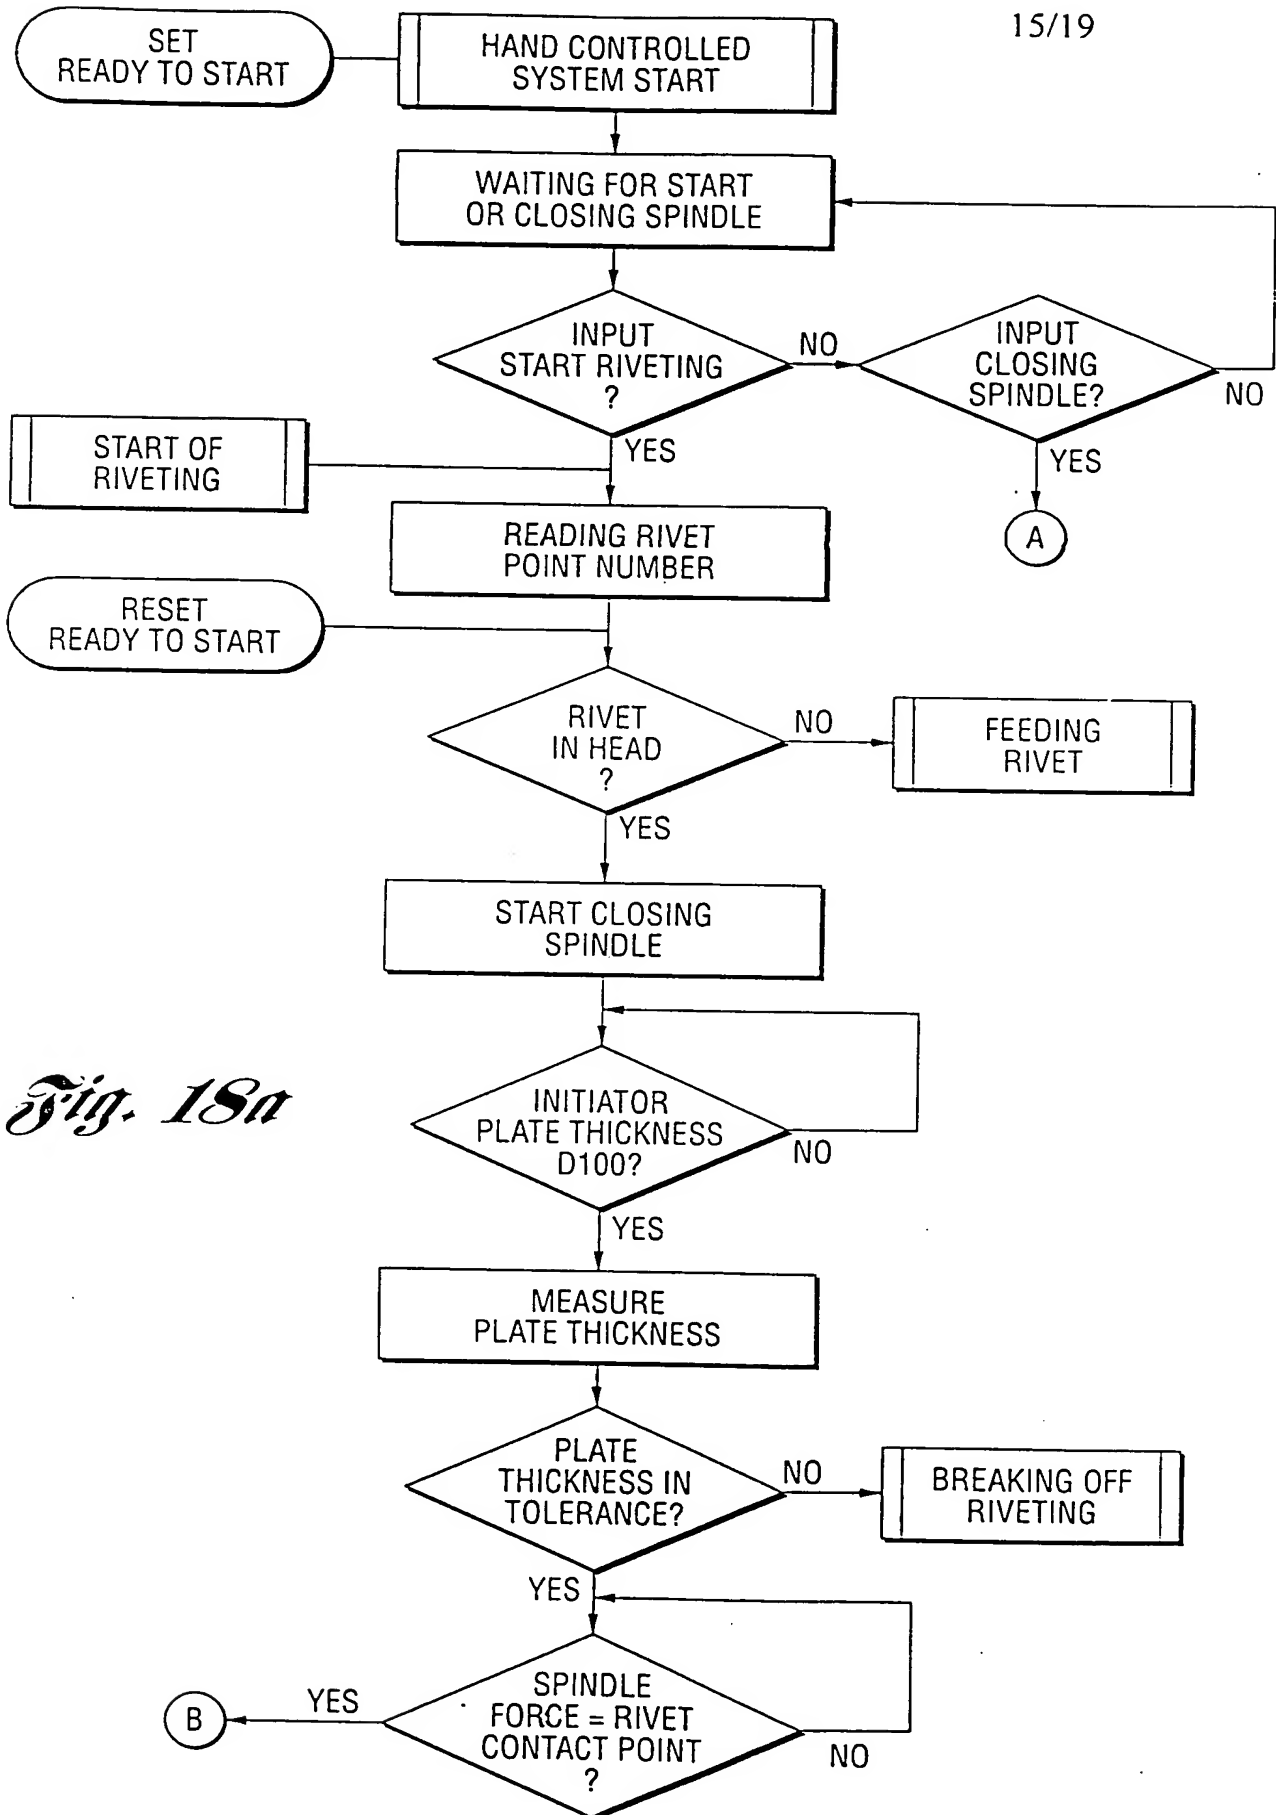 15/19
SET
READY TO START
HAND CONTROLLED
SYSTEM START
WAITING FOR START
OR CLOSING SPINDLE
INPUT
START RIVETING
?
NO
INPUT
CLOSING
SPINDLE?
NO
YES
YES
A
START OF
RIVETING
READING RIVET
POINT NUMBER
RESET
READY TO START
RIVET
IN HEAD
?
NO
FEEDING
RIVET
YES
START CLOSING
SPINDLE
Fig. 18a
INITIATOR
PLATE THICKNESS
D100?
NO
YES
MEASURE
PLATE THICKNESS
PLATE
THICKNESS IN
TOLERANCE?
NO
BREAKING OFF
RIVETING
YES
SPINDLE
FORCE = RIVET
CONTACT POINT
?
YES
B
NO